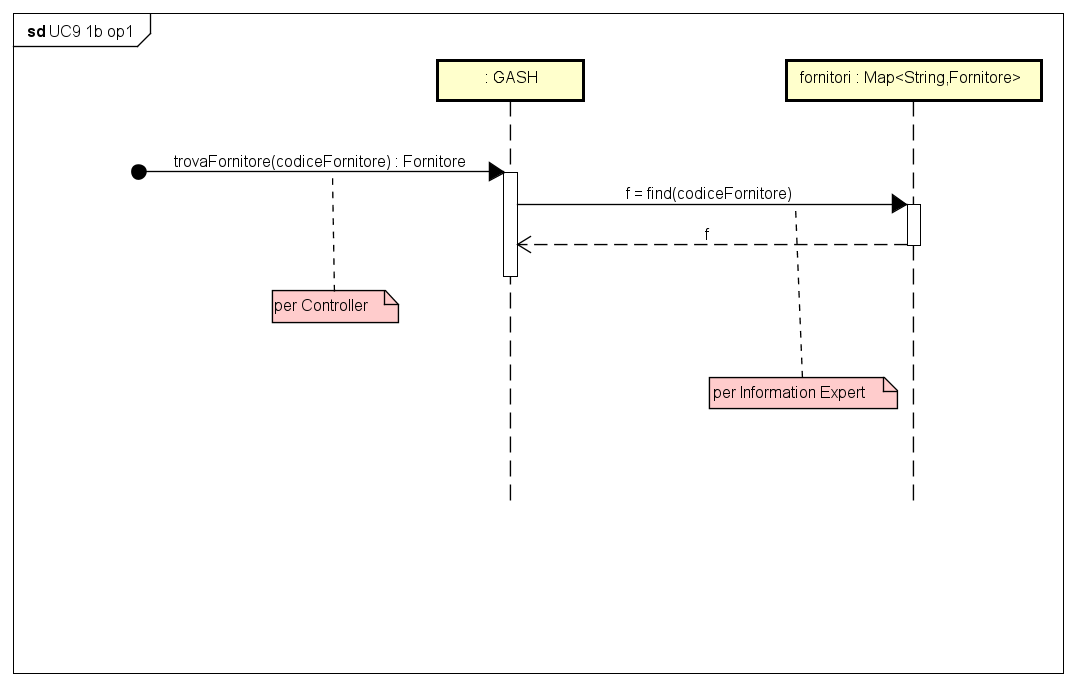 sd UC9 1b op1
: GASH
fornitori : Map<String,Fornitore>
trovaFornitore(codiceFornitore) : Fornitore
f = find(codiceFornitore)
f
per Controller
per Information Expert